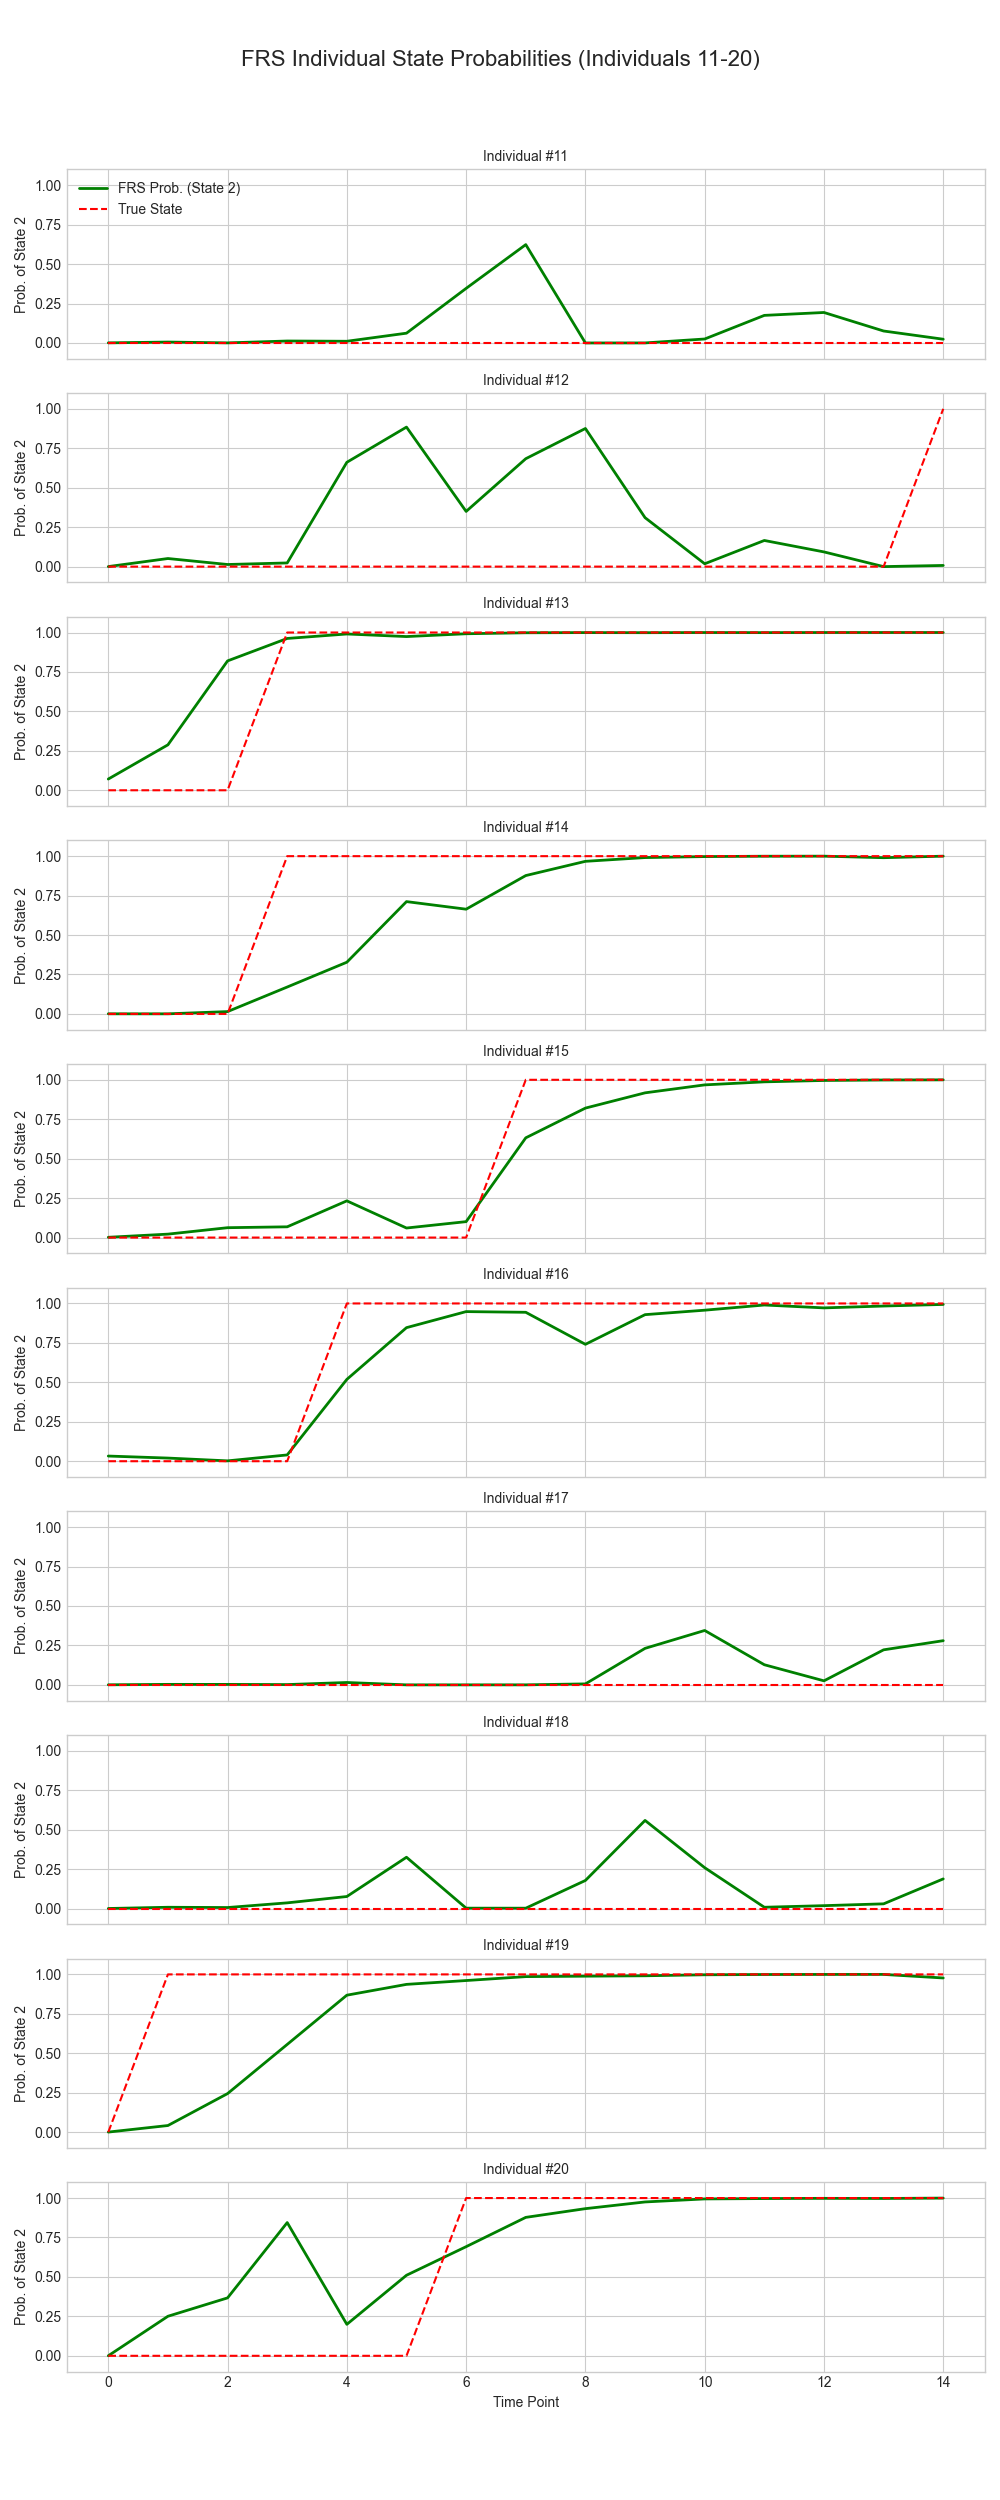 FRS Individual State Probabilities (Individuals 11-20)
Individual #11
FRS Prob. (State 2)
True State
Prob. of State 2
1.00
0.75
0.50
0.25
0.00
Individual #12
Prob. of State 2
1.00
0.75
0.50
0.25
0.00
Individual #13
Prob. of State 2
1.00
0.75
0.50
0.25
0.00
Individual #14
Prob. of State 2
1.00
0.75
0.50
0.25
0.00
Individual #15
Prob. of State 2
1.00
0.75
0.50
0.25
0.00
Individual #16
Prob. of State 2
1.00
0.75
0.50
0.25
0.00
Individual #17
Prob. of State 2
1.00
0.75
0.50
0.25
0.00
Individual #18
Prob. of State 2
1.00
0.75
0.50
0.25
0.00
Individual #19
Prob. of State 2
1.00
0.75
0.50
0.25
0.00
Individual #20
Prob. of State 2
1.00
0.75
0.50
0.25
0.00
0 2 4 6 8 10 12 14
Time Point